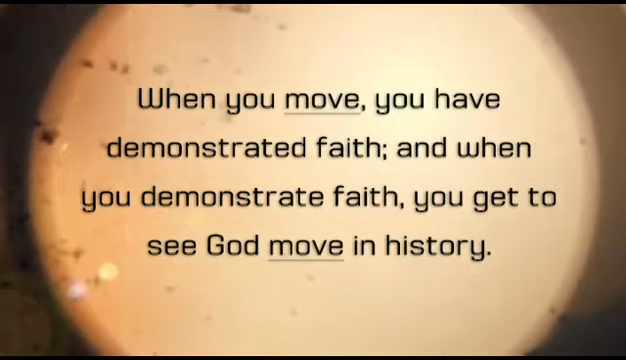 When you move, you have
demonstrated faith; and when
you demonstrate faith, you get to
see God move in history.